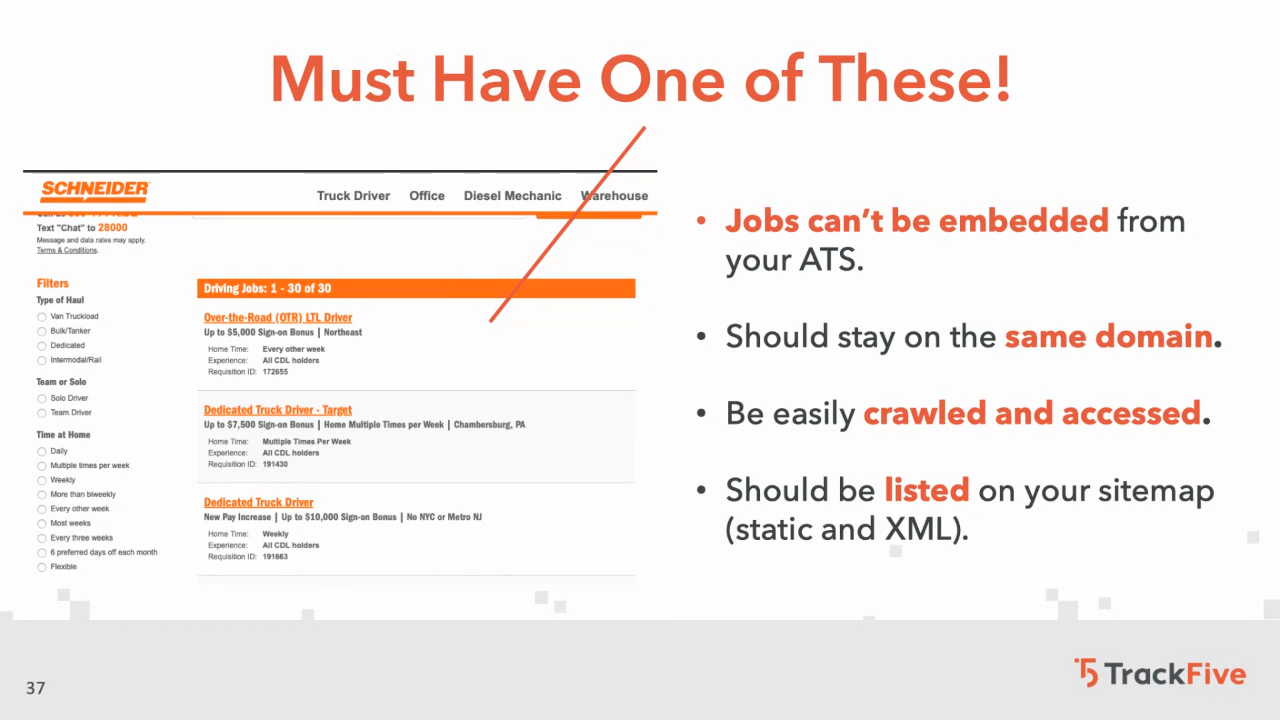 Must Have One of These!
SCHNEIDER
Truck Driver Office Diesel Mechanic Warehouse
Text "Chat" to 28000
Message and data rates may apply.
Terms & Conditions.
Filters
Type of Haul
Van Truckload
Bulk/Tanker
Dedicated
Intermodal/Rail
Team or Solo
Solo Driver
Team Driver
Time at Home
Daily
Multiple times per week
Weekly
More than biweekly
Every other week
Most weeks
Every three weeks
6 preferred days off each month
Flexible
Driving Jobs: 1 - 30 of 30
Over-the-Road (OTR) LTL Driver
Up to $5,000 Sign-on Bonus | Northeast
Home Time: Every other week
Experience: All CDL holders
Requisition ID: 172655
Dedicated Truck Driver - Target
Up to $7,500 Sign-on Bonus | Home Multiple Times per Week | Chambersburg, PA
Home Time: Multiple Times Per Week
Experience: All CDL holders
Requisition ID: 191430
Dedicated Truck Driver
New Pay Increase | Up to $10,000 Sign-on Bonus | No NYC or Metro NJ
Home Time: Weekly
Experience: All CDL holders
Requisition ID: 191663
• Jobs can't be embedded from
your ATS.
• Should stay on the same domain.
• Be easily crawled and accessed.
• Should be listed on your sitemap
(static and XML).
37
TrackFive